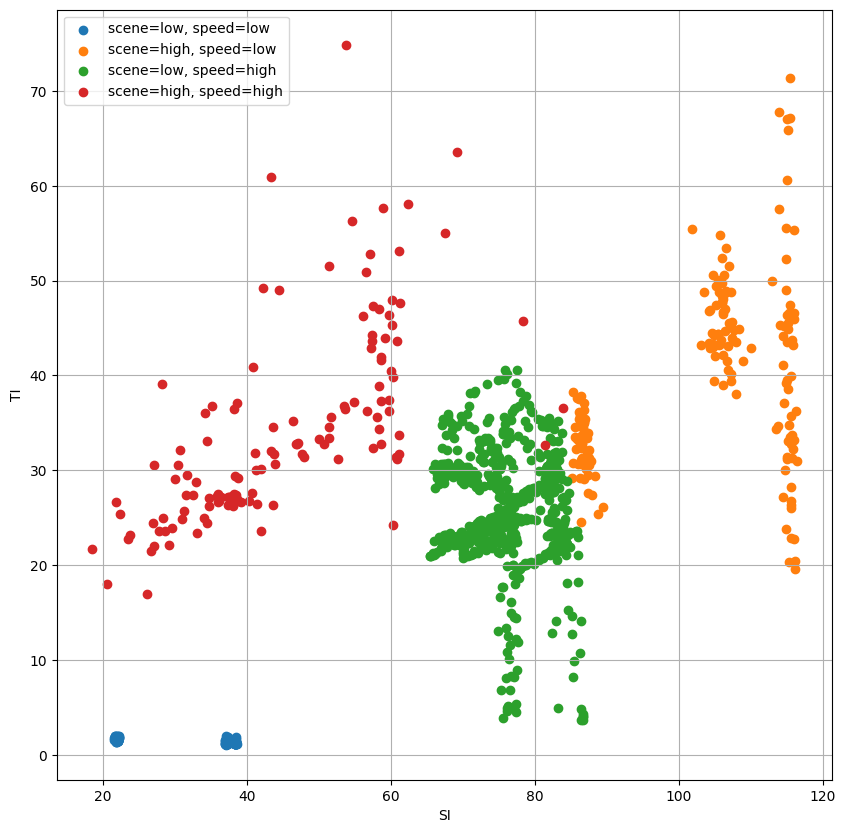 scene=low, speed=low
scene=high, speed=low
scene=low, speed=high
scene=high, speed=high
70
60
50
40
30
20
10
0
TI
20 40 60 80 100 120
SI